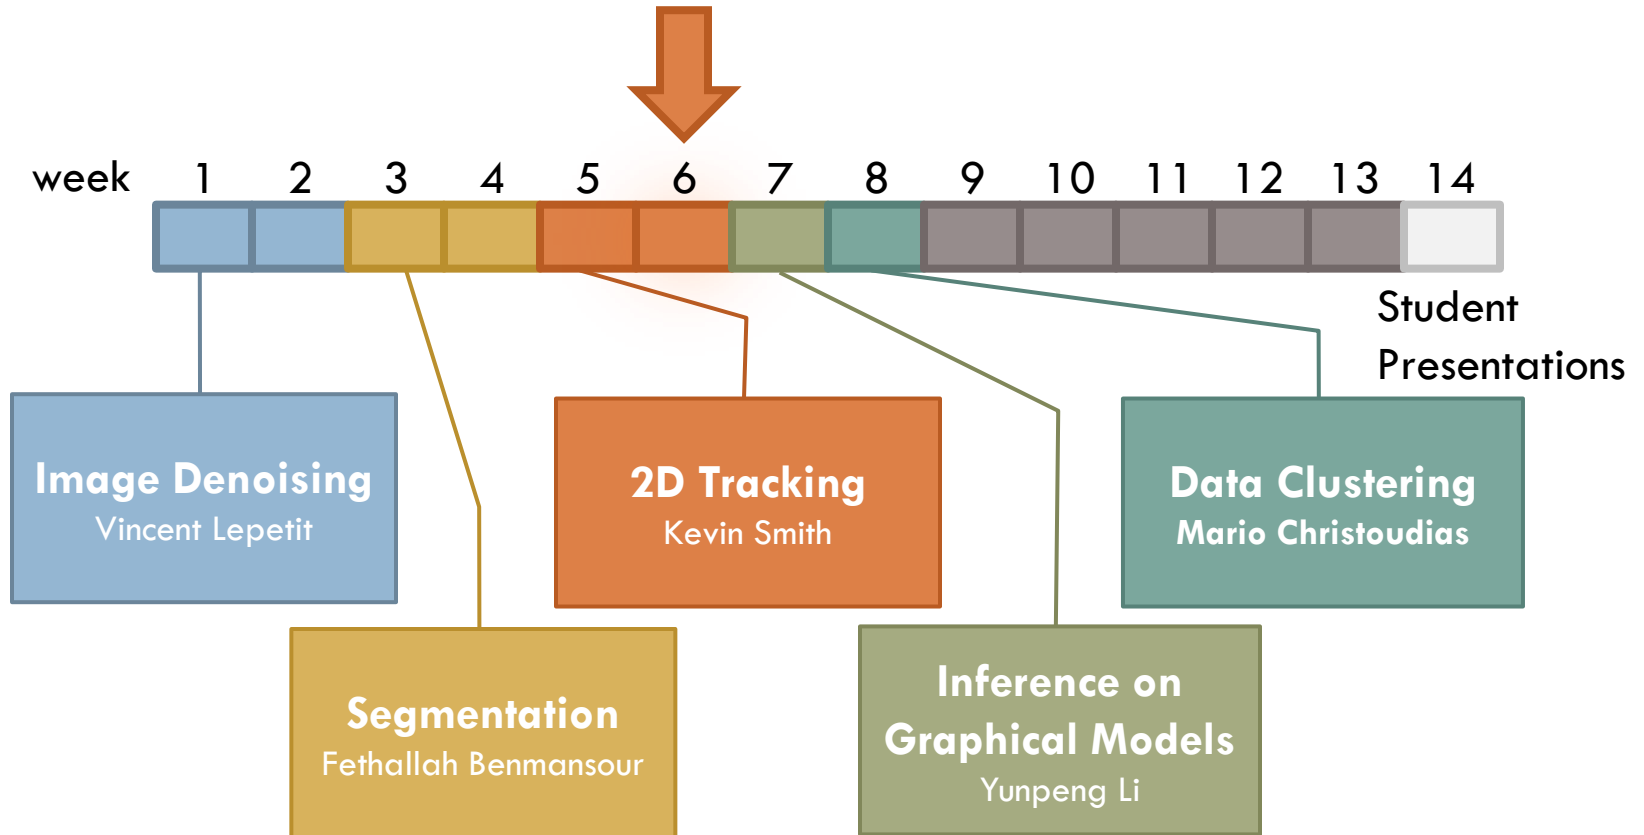 week 1 2 3 4 5 6 7 8 9 10 11 12 13 14
Student
Presentations
Image Denoising
Vincent Lepetit
2D Tracking
Kevin Smith
Data Clustering
Mario Christoudias
Segmentation
Fethallah Benmansour
Inference on
Graphical Models
Yunpeng Li